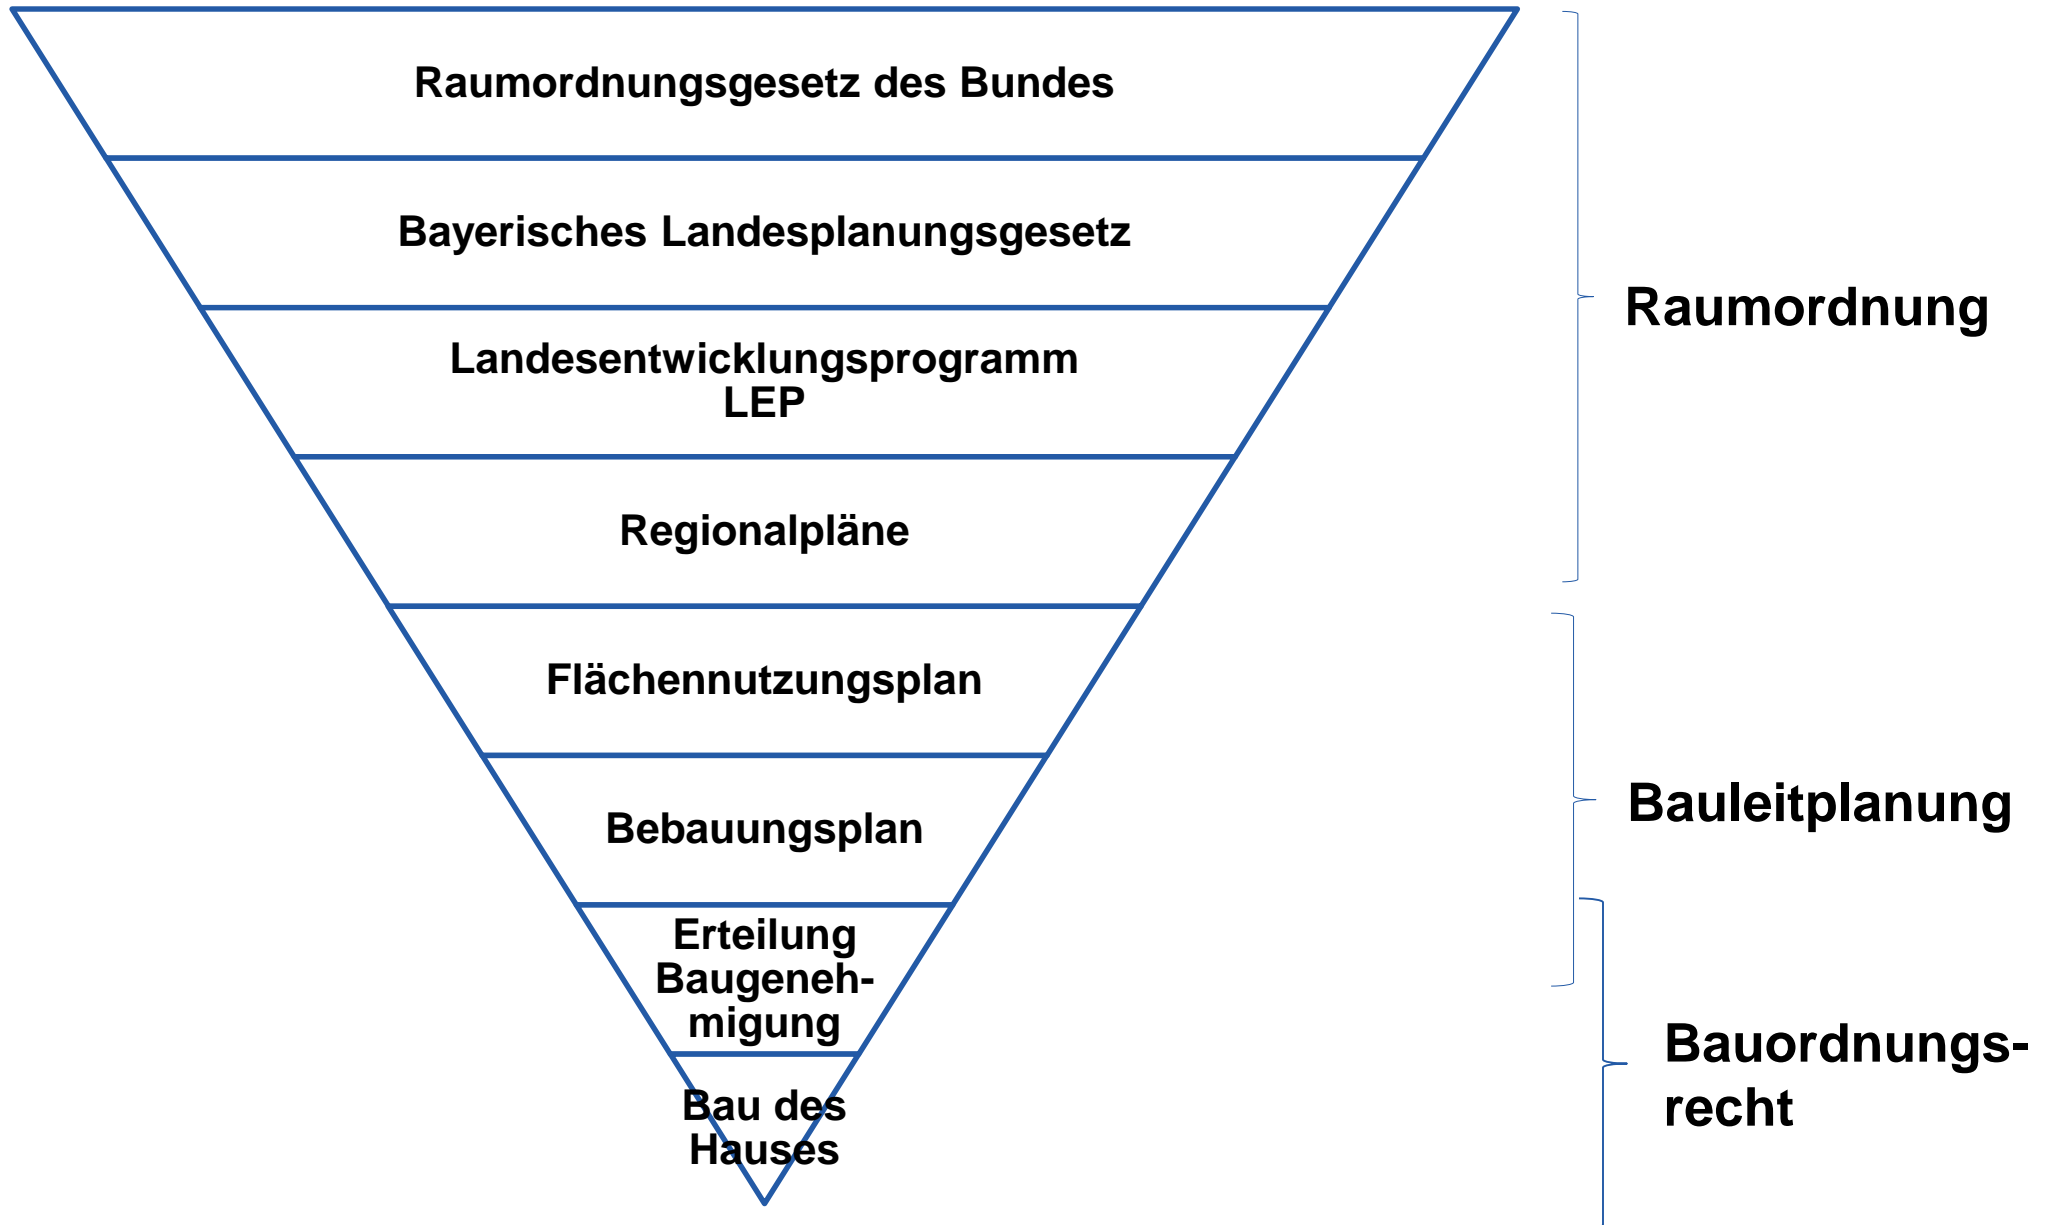 Raumordnungsgesetz des Bundes
Bayerisches Landesplanungsgesetz
Landesentwicklungsprogramm
LEP
Regionalpläne
Flächennutzungsplan
Bebauungsplan
Erteilung
Baugeneh-
migung
Bau des
Hauses
Raumordnung
Bauleitplanung
Bauordnungs-
recht